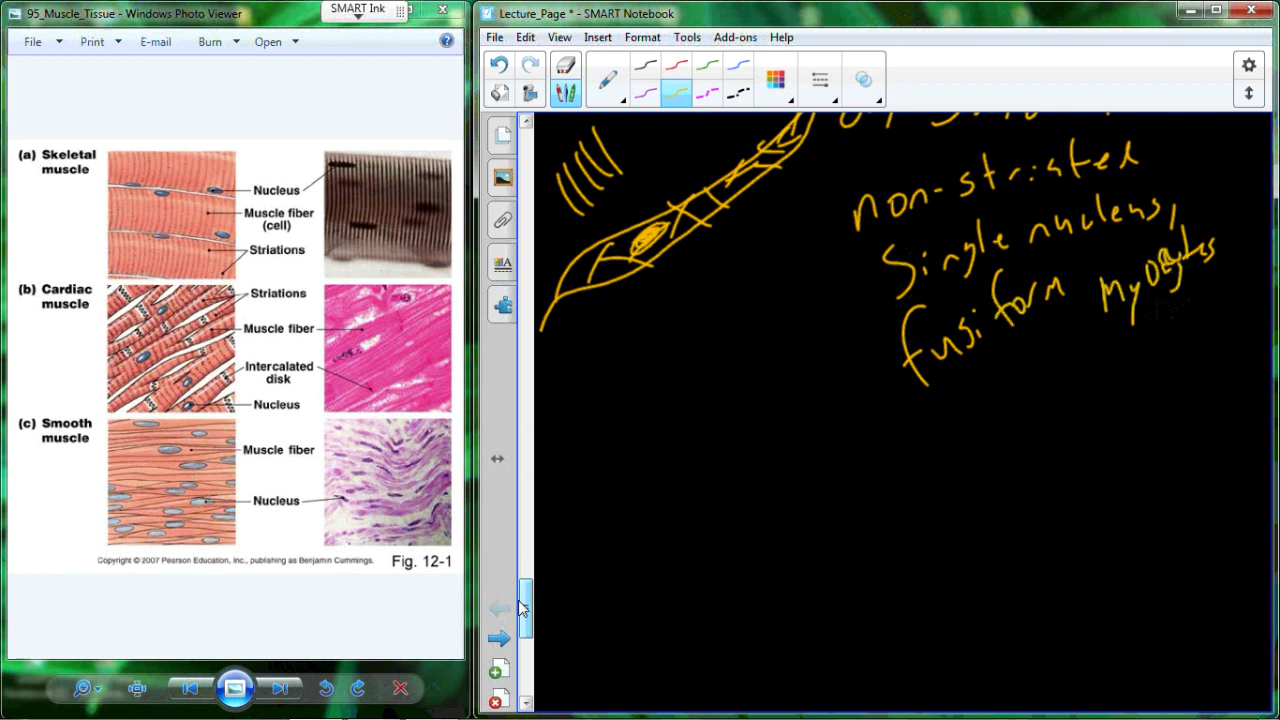 95_Muscle_Tissue - Windows Photo Viewer
SMART Ink
File Print E-mail Burn Open
(a) Skeletal
muscle
Nucleus
Muscle fiber
(cell)
Striations
(b) Cardiac
muscle
Striations
Muscle fiber
Intercalated
disk
Nucleus
(c) Smooth
muscle
Muscle fiber
Nucleus
Copyright © 2007 Pearson Education, Inc., publishing as Benjamin Cummings.
Fig. 12-1
Lecture_Page * - SMART Notebook
File Edit View Insert Format Tools Add-ons Help
non-striated
Single nucleus,
fusiform myocytes